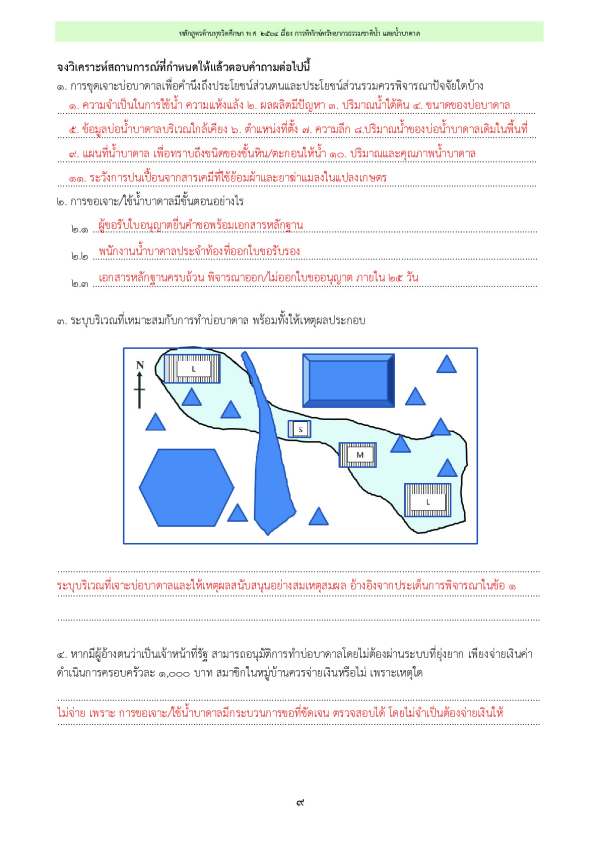 หลักสูตรต้านทุจริตศึกษา พ.ศ. ๒๕๖๔ เรื่อง การพิทักษ์ทรัพยากรธรรมชาติน้ำ และน้ำบาดาล
จงวิเคราะห์สถานการณ์ที่กำหนดให้แล้วตอบคำถามต่อไปนี้
๑. การขุดเจาะบ่อบาดาลเพื่อคำนึงถึงประโยชน์ส่วนตนและประโยชน์ส่วนรวมควรพิจารณาปัจจัยใดบ้าง
๑. ความจำเป็นในการใช้น้ำ ความแห้งแล้ง ๒. ผลผลิตมีปัญหา ๓. ปริมาณน้ำใต้ดิน ๔. ขนาดของบ่อบาดาล
๕. ข้อมูลบ่อน้ำบาดาลบริเวณใกล้เคียง ๖. ตำแหน่งที่ตั้ง ๗. ความลึก ๘.ปริมาณน้ำของบ่อน้ำบาดาลเดิมในพื้นที่
๙. แผนที่น้ำบาดาล เพื่อทราบถึงชนิดของชั้นหิน/ตะกอนให้น้ำ ๑๐. ปริมาณและคุณภาพน้ำบาดาล
๑๑. ระวังการปนเปื้อนจากสารเคมีที่ใช้ย้อมผ้าและยาฆ่าแมลงในแปลงเกษตร
๒. การขอเจาะ/ใช้น้ำบาดาลมีขั้นตอนอย่างไร
๒.๑ ผู้ขอรับใบอนุญาตยื่นคำขอพร้อมเอกสารหลักฐาน
๒.๒ พนักงานน้ำบาดาลประจำท้องที่ออกใบขอรับรอง
๒.๓ เอกสารหลักฐานครบถ้วน พิจารณาออก/ไม่ออกใบขออนุญาต ภายใน ๒๕ วัน
๓. ระบุบริเวณที่เหมาะสมกับการทำบ่อบาดาล พร้อมทั้งให้เหตุผลประกอบ
N
L
S
M
L
ระบุบริเวณที่เจาะบ่อบาดาลและให้เหตุผลสนับสนุนอย่างสมเหตุสมผล อ้างอิงจากประเด็นการพิจารณาในข้อ ๑
๔. หากมีผู้อ้างตนว่าเป็นเจ้าหน้าที่รัฐ สามารถอนุมัติการทำบ่อบาดาลโดยไม่ต้องผ่านระบบที่ยุ่งยาก เพียงจ่ายเงินค่า
ดำเนินการครอบครัวละ ๑,๐๐๐ บาท สมาชิกในหมู่บ้านควรจ่ายเงินหรือไม่ เพราะเหตุใด
ไม่จ่าย เพราะ การขอเจาะ/ใช้น้ำบาดาลมีกระบวนการขอที่ชัดเจน ตรวจสอบได้ โดยไม่จำเป็นต้องจ่ายเงินให้
๙